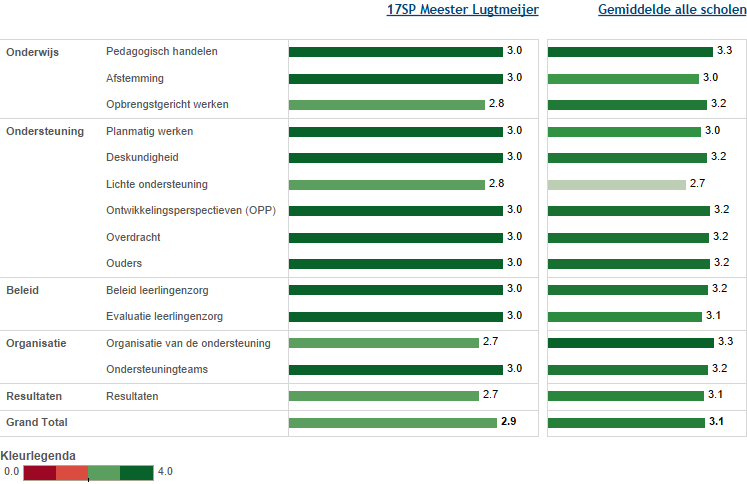 17SP Meester Lugtmeijer Gemiddelde alle scholen
Onderwijs Pedagogisch handelen 3.0 3.3
Afstemming 3.0 3.0
Opbrengstgericht werken 2.8 3.2
Ondersteuning Planmatig werken 3.0 3.0
Deskundigheid 3.0 3.2
Lichte ondersteuning 2.8 2.7
Ontwikkelingsperspectieven (OPP) 3.0 3.2
Overdracht 3.0 3.2
Ouders 3.0 3.2
Beleid Beleid leerlingenzorg 3.0 3.2
Evaluatie leerlingenzorg 3.0 3.1
Organisatie Organisatie van de ondersteuning 2.7 3.3
Ondersteuningteams 3.0 3.2
Resultaten Resultaten 2.7 3.1
Grand Total 2.9 3.1
Kleurlegenda
0.0 4.0